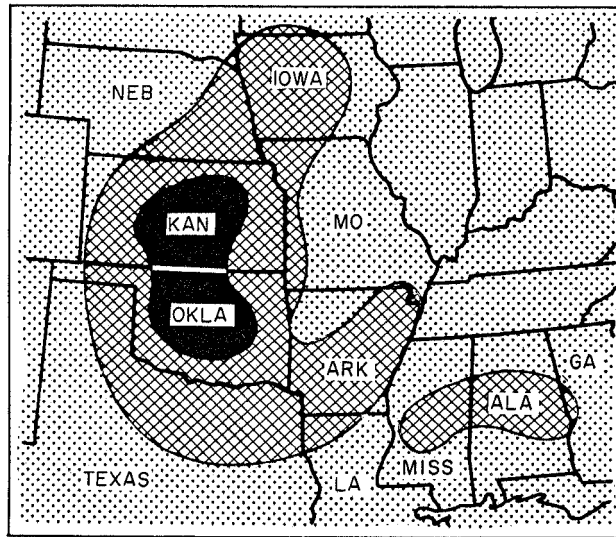 NEB
IOWA
KAN
MO
OKLA
ARK
GA
ALA
MISS
TEXAS
LA